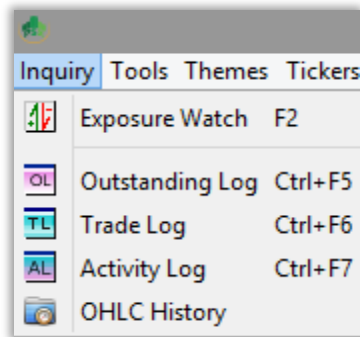 Inquiry Tools Themes Tickers
Exposure Watch F2
OL Outstanding Log Ctrl+F5
TL Trade Log Ctrl+F6
AL Activity Log Ctrl+F7
OHLC History